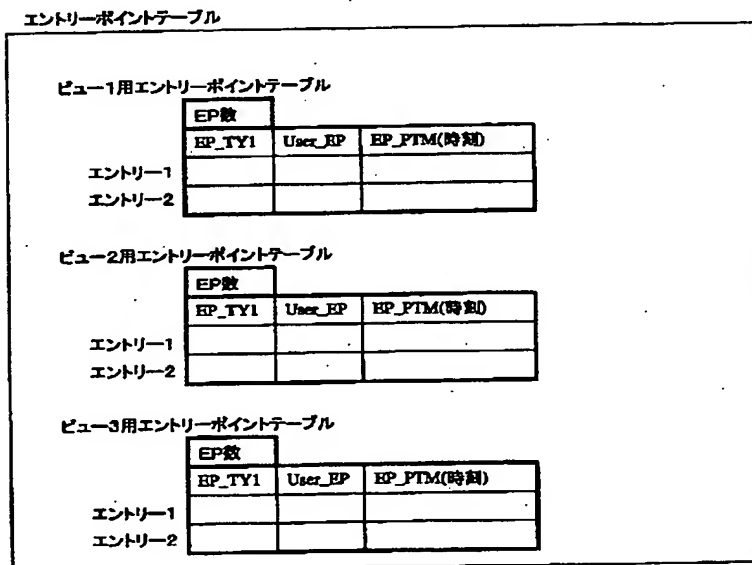 エントリーポイントテーブル
ビュー1用エントリーポイントテーブル
EP数
EP_TY1 User_EP EP_PTM(時刻)
エントリー1
エントリー2
ビュー2用エントリーポイントテーブル
EP数
EP_TY1 User_EP EP_PTM(時刻)
エントリー1
エントリー2
ビュー3用エントリーポイントテーブル
EP数
EP_TY1 User_EP EP_PTM(時刻)
エントリー1
エントリー2